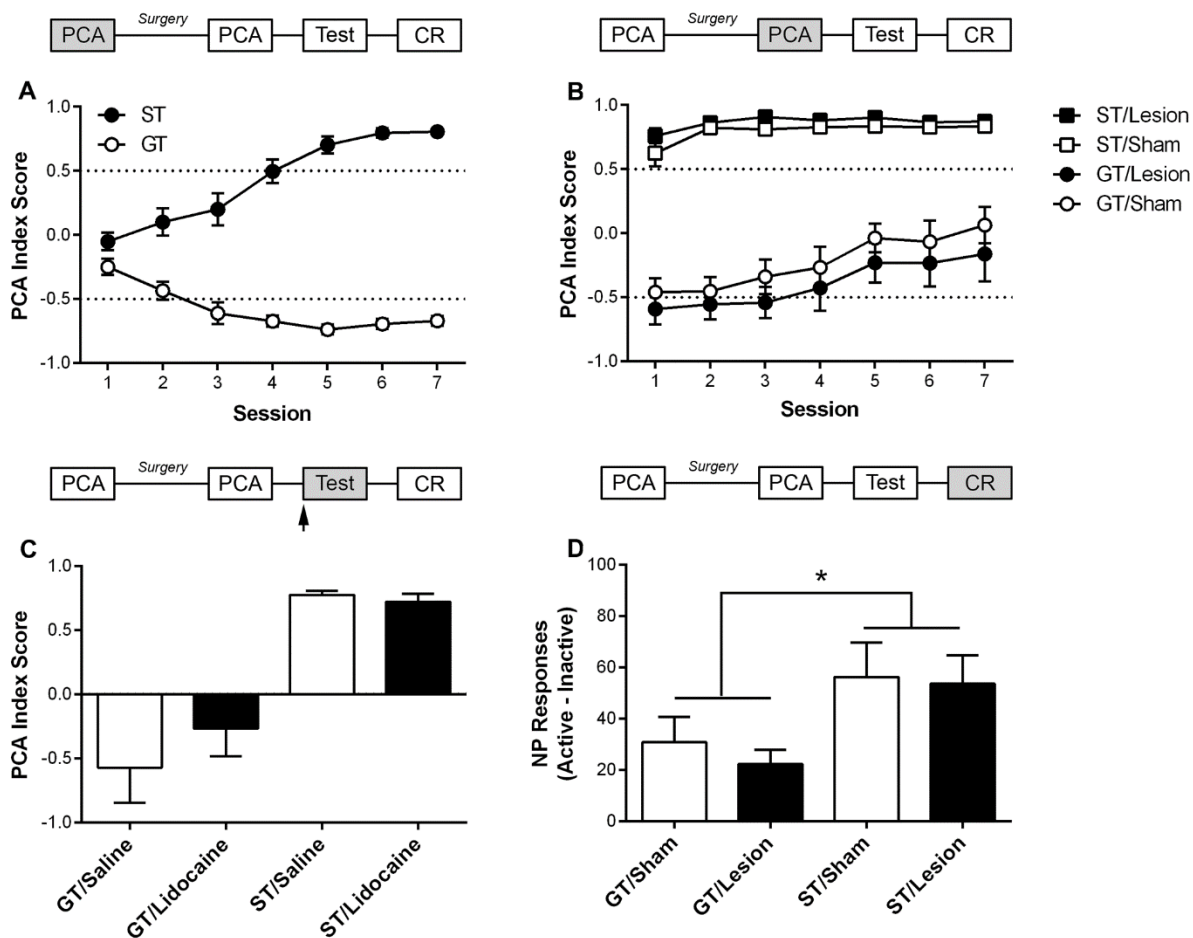 Surgery
PCA PCA Test CR
A
ST
GT
1.0
0.5
0.0
-0.5
-1.0
PCA Index Score
1 2 3 4 5 6 7
Session
Surgery
PCA PCA Test CR
B
1.0
0.5
0.0
-0.5
-1.0
PCA Index Score
1 2 3 4 5 6 7
Session
ST/Lesion
ST/Sham
GT/Lesion
GT/Sham
Surgery
PCA PCA Test CR
C
1.0
0.5
0.0
-0.5
-1.0
PCA Index Score
GT/Saline
GT/Lidocaine
ST/Saline
ST/Lidocaine
Surgery
PCA PCA Test CR
D
100
80
60
40
20
0
NP Responses
(Active - Inactive)
*
GT/Sham
GT/Lesion
ST/Sham
ST/Lesion